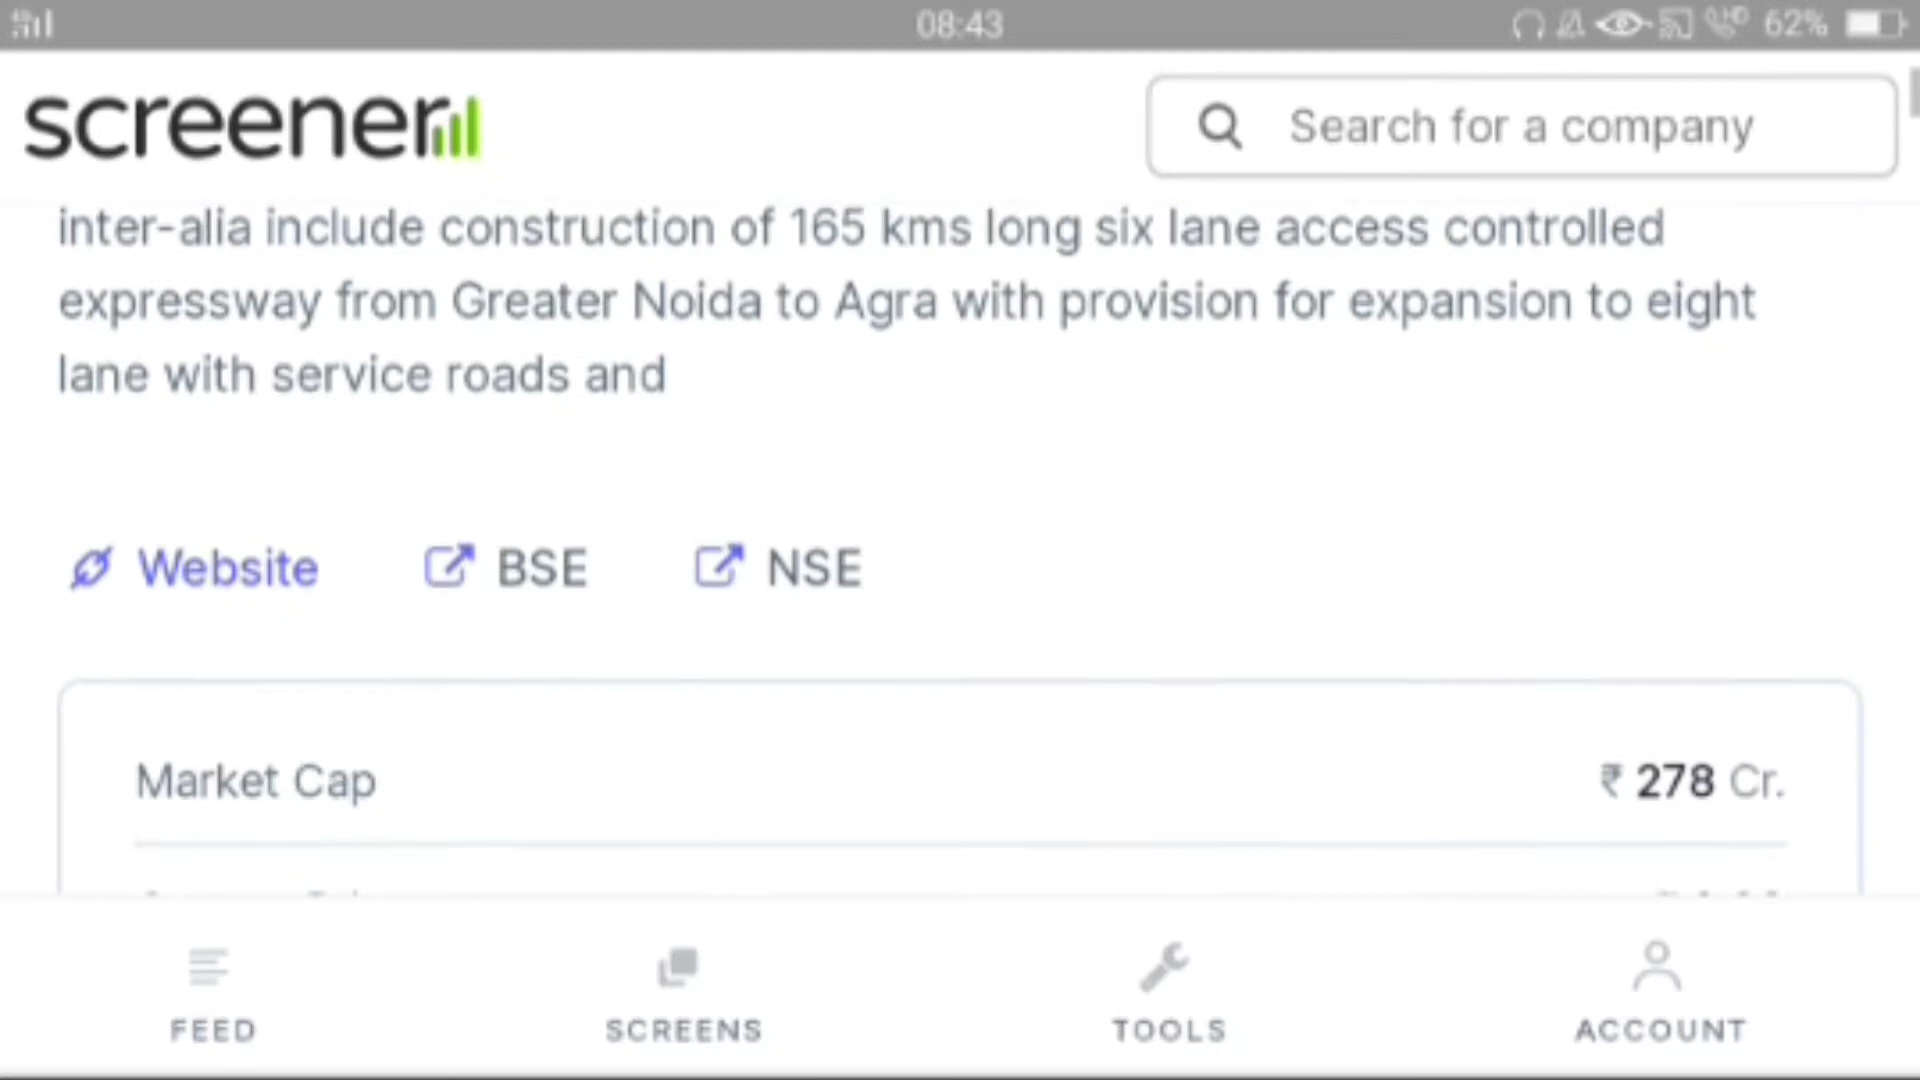 08:43
62%
screener
Search for a company
inter-alia include construction of 165 kms long six lane access controlled
expressway from Greater Noida to Agra with provision for expansion to eight
lane with service roads and
Website BSE NSE
Market Cap ₹ 278 Cr.
FEED SCREENS TOOLS ACCOUNT